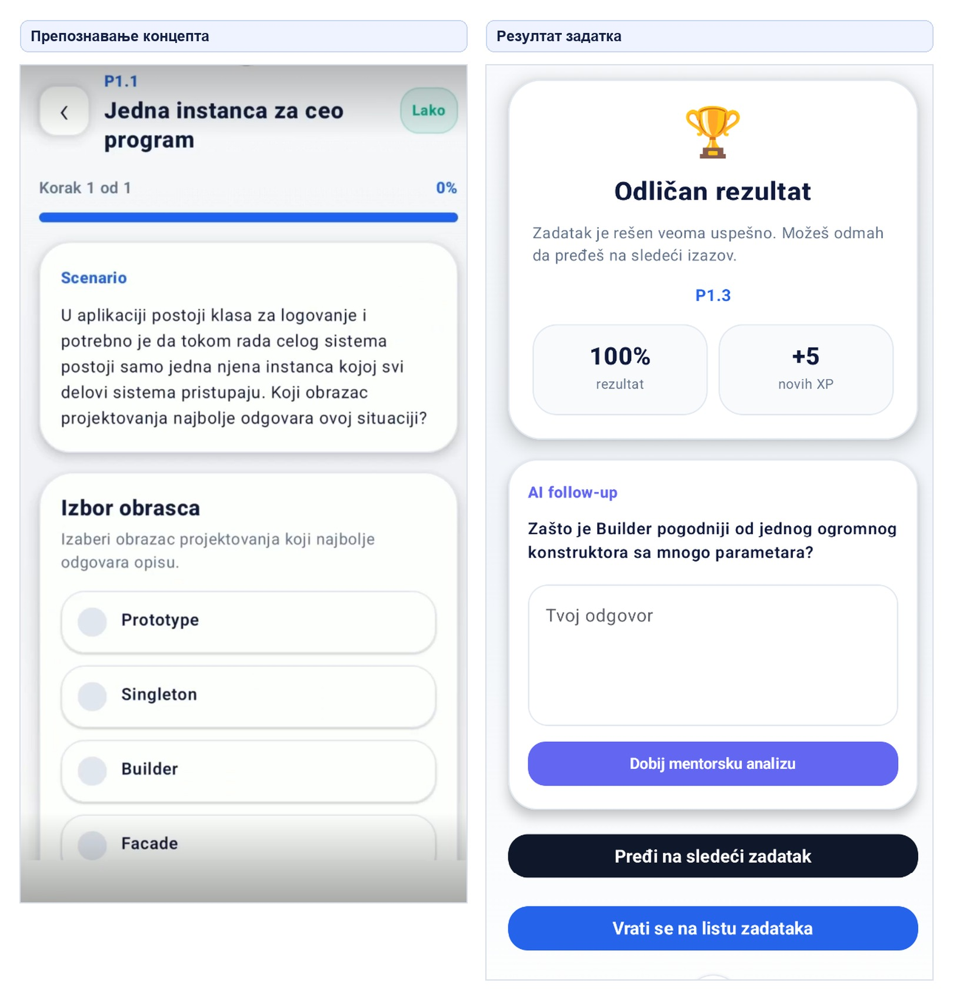 Препознавање концепта
P1.1
Jedna instanca za ceo
program
Lako
Korak 1 od 1
0%
Scenario
U aplikaciji postoji klasa za logovanje i
potrebno je da tokom rada celog sistema
postoji samo jedna njena instanca kojoj svi
delovi sistema pristupaju. Koji obrazac
projektovanja najbolje odgovara ovoj situaciji?
Izbor obrasca
Izaberi obrazac projektovanja koji najbolje
odgovara opisu.
Prototype
Singleton
Builder
Facade
Резултат задатка
Odličan rezultat
Zadatak je rešen veoma uspešno. Možeš odmah
da pređeš na sledeći izazov.
P1.3
100%
rezultat
+5
novih XP
AI follow-up
Zašto je Builder pogodniji od jednog ogromnog
konstruktora sa mnogo parametara?
Tvoj odgovor
Dobij mentorsku analizu
Pređi na sledeći zadatak
Vrati se na listu zadataka